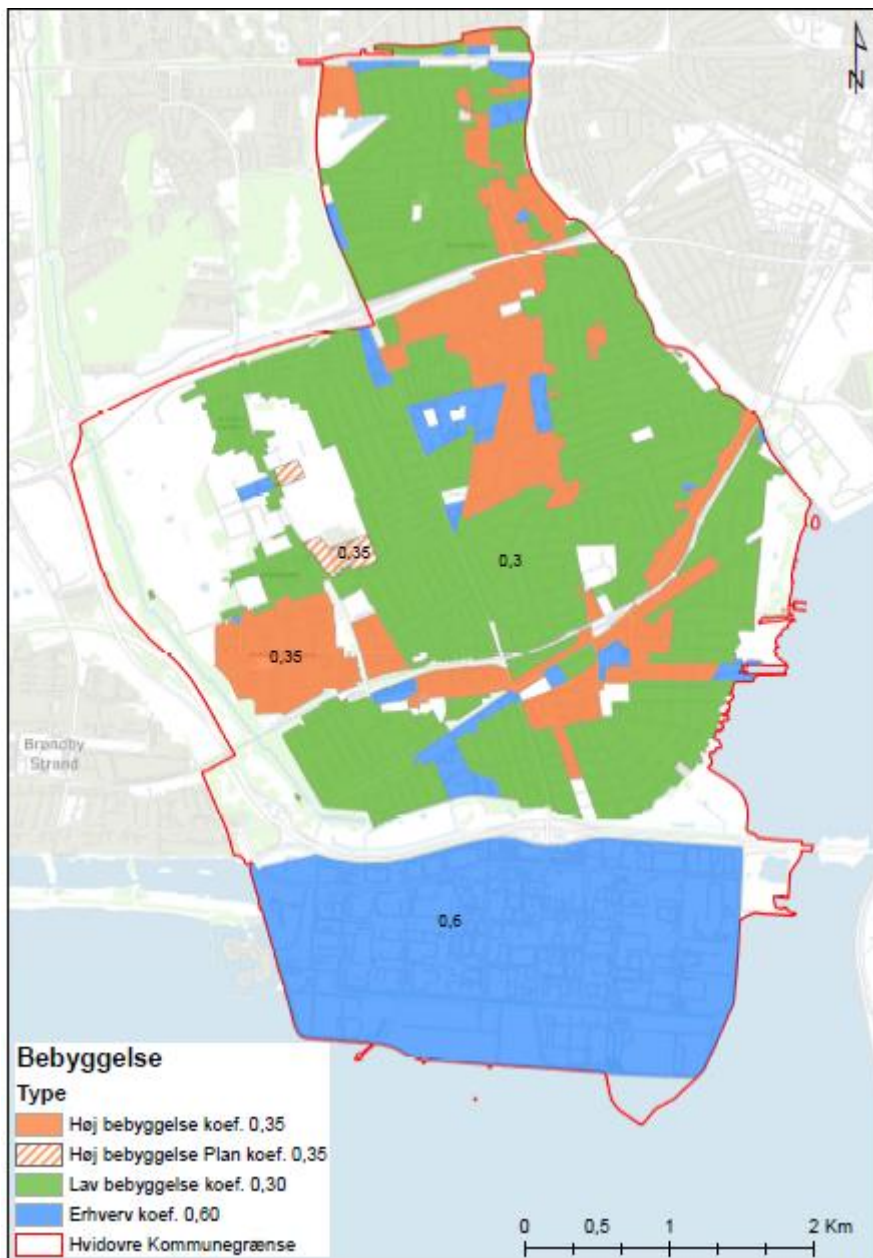 N
0,35
0,3
0,35
Brøndby
Strand
0,6
Bebyggelse
Type
Høj bebyggelse koef. 0,35
Høj bebyggelse Plan koef. 0,35
Lav bebyggelse koef. 0,30
Erhverv koef. 0,60
Hvidovre Kommunegrænse
0 0,5 1 2 Km